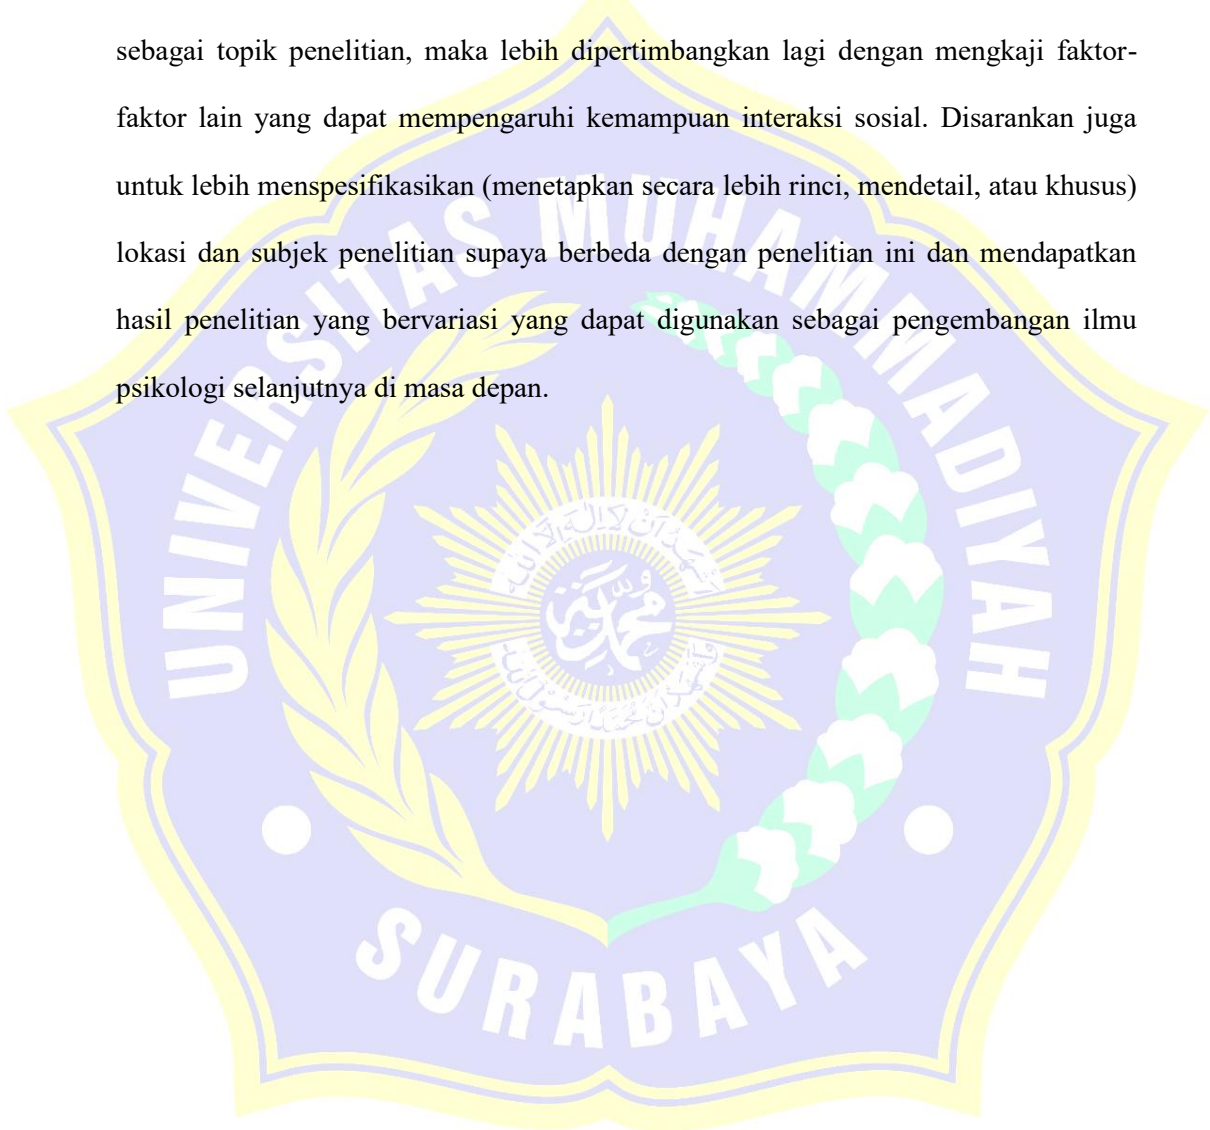 sebagai topik penelitian, maka lebih dipertimbangkan lagi dengan mengkaji faktor-
faktor lain yang dapat mempengaruhi kemampuan interaksi sosial. Disarankan juga
untuk lebih menspesifikasikan (menetapkan secara lebih rinci, mendetail, atau khusus)
lokasi dan subjek penelitian supaya berbeda dengan penelitian ini dan mendapatkan
hasil penelitian yang bervariasi yang dapat digunakan sebagai pengembangan ilmu
psikologi selanjutnya di masa depan.
UNIVERSITAS MUHAMMADIYAH
SURABAYA